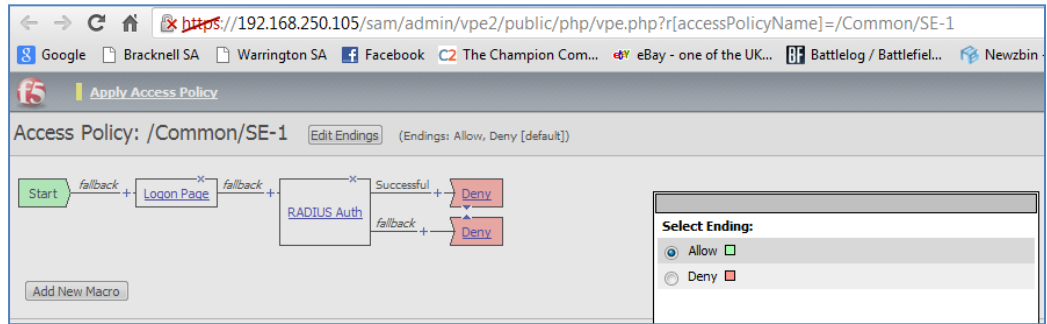 https://192.168.250.105/sam/admin/vpe2/public/php/vpe.php?r[accessPolicyName]=/Common/SE-1
Google Bracknell SA Warrington SA Facebook C2 The Champion Com... ebY eBay - one of the UK... BF Battlelog / Battlefiel... Newzbin -
f5 Apply Access Policy
Access Policy: /Common/SE-1 Edit Endings (Endings: Allow, Deny [default])
Start fallback + Logon Page x fallback + RADIUS Auth x Successful + Deny
fallback + Deny
Add New Macro
Select Ending:
Allow
Deny